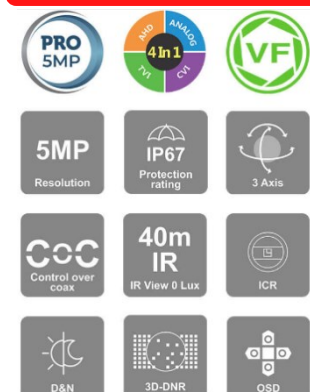 PRO
5MP
AHD
ANALOG
4In1
TVI
CVI
VF
5MP
Resolution
IP67
Protection
rating
3 Axis
CoC
Control over
coax
40m
IR
IR View 0 Lux
ICR
D&N
3D-DNR
OSD